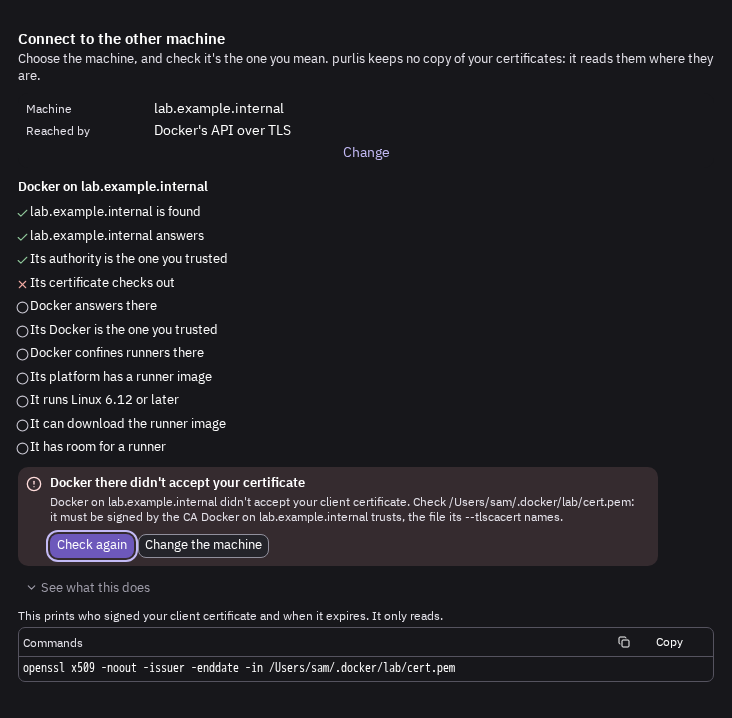 Connect to the other machine
Choose the machine, and check it's the one you mean. purlis keeps no copy of your certificates: it reads them where they
are.
Machine lab.example.internal
Reached by Docker's API over TLS
Change
Docker on lab.example.internal
lab.example.internal is found
lab.example.internal answers
Its authority is the one you trusted
Its certificate checks out
Docker answers there
Its Docker is the one you trusted
Docker confines runners there
Its platform has a runner image
It runs Linux 6.12 or later
It can download the runner image
It has room for a runner
Docker there didn't accept your certificate
Docker on lab.example.internal didn't accept your client certificate. Check /Users/sam/.docker/lab/cert.pem:
it must be signed by the CA Docker on lab.example.internal trusts, the file its --tlscacert names.
Check again Change the machine
See what this does
This prints who signed your client certificate and when it expires. It only reads.
Commands Copy
openssl x509 -noout -issuer -enddate -in /Users/sam/.docker/lab/cert.pem